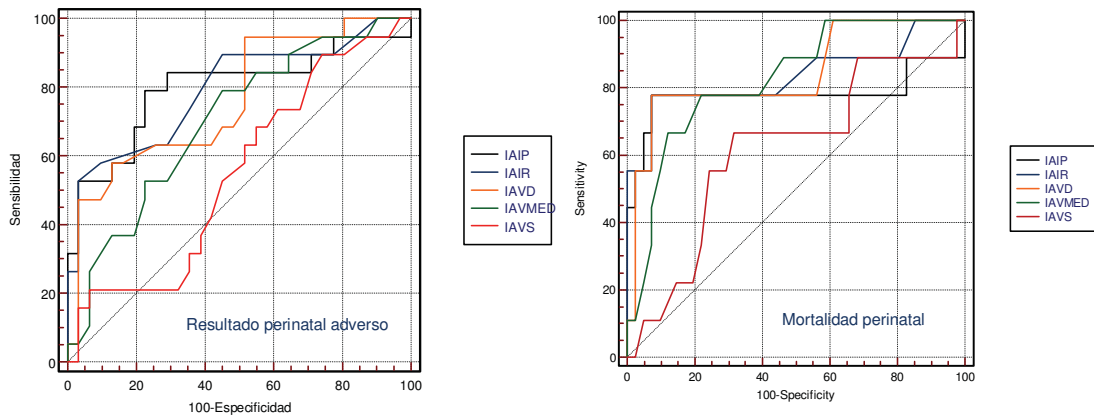 100
80
60
40
20
0
Sensibilidad
0 20 40 60 80 100
100-Especificidad
Resultado perinatal adverso
IAIP
IAIR
IAVD
IAVMED
IAVS
100
80
60
40
20
0
Sensitivity
0 20 40 60 80 100
100-Specificity
Mortalidad perinatal
IAIP
IAIR
IAVD
IAVMED
IAVS